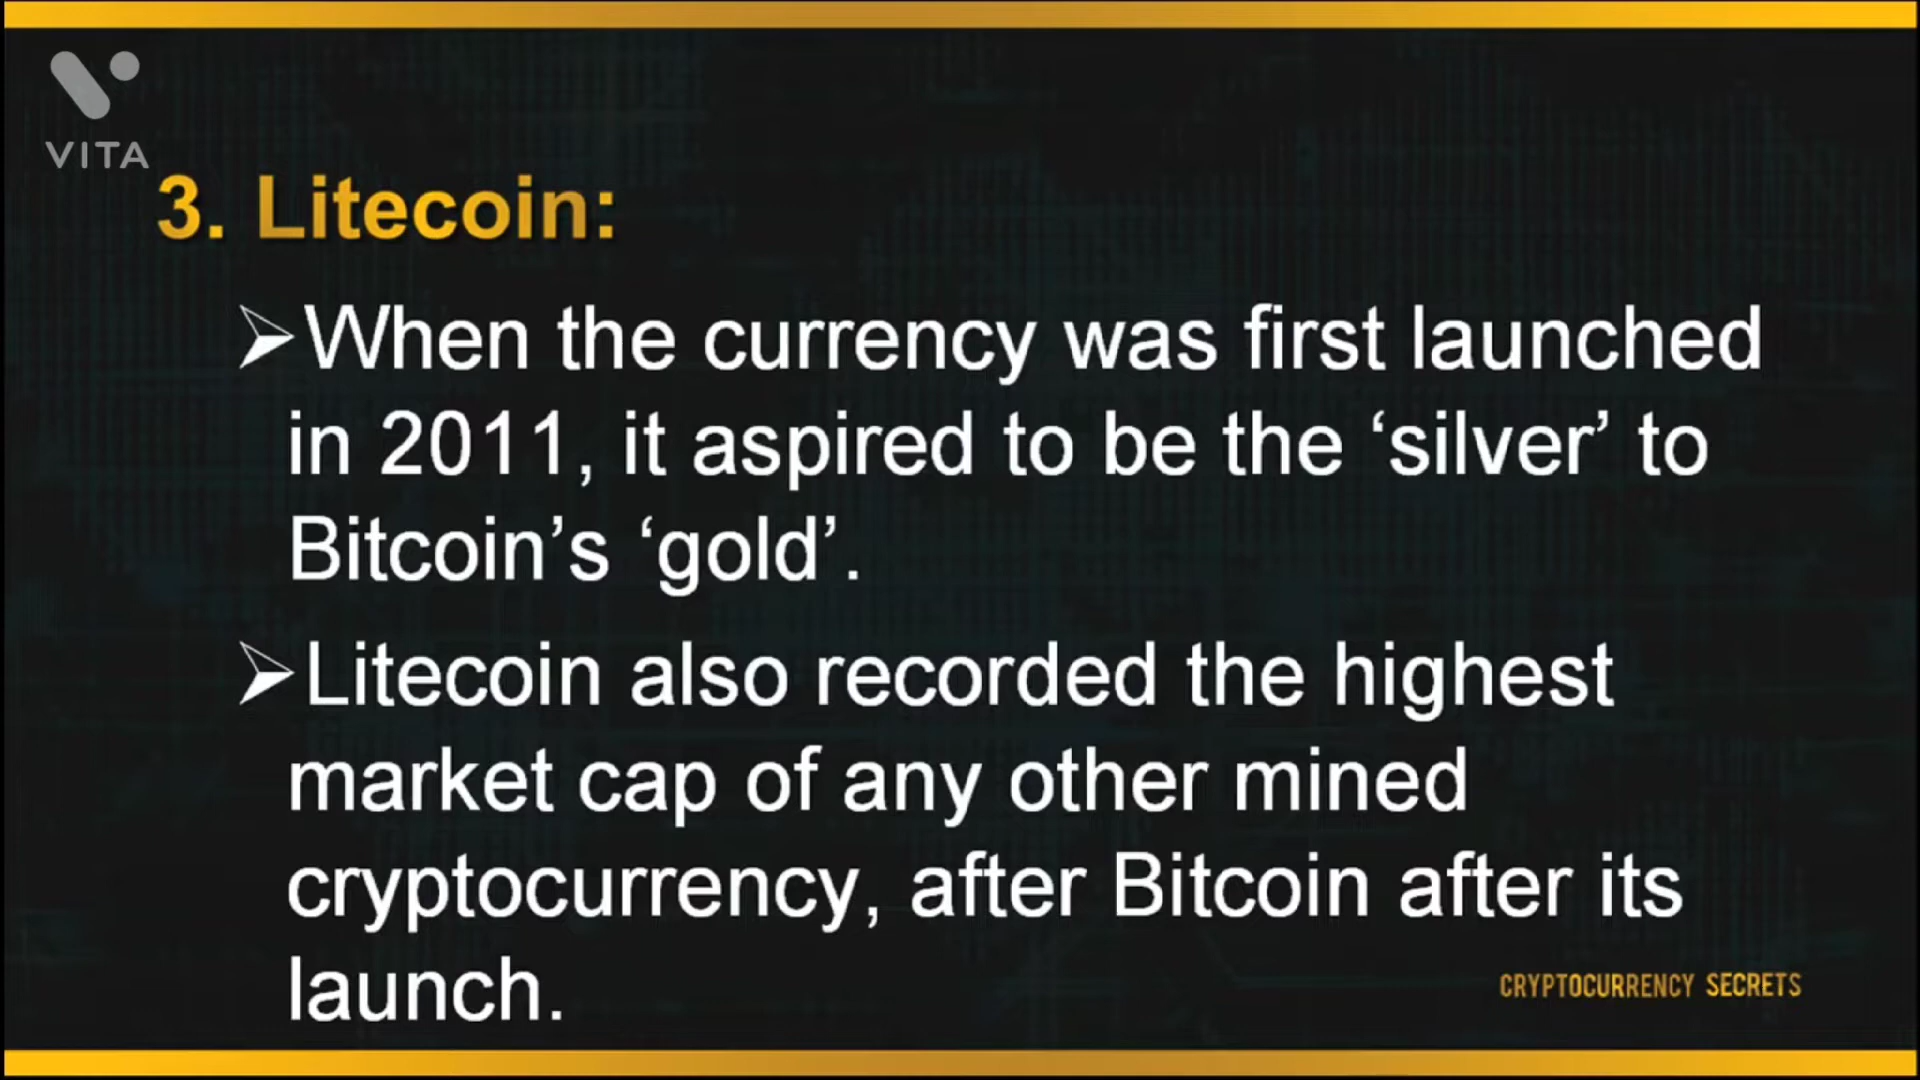 VITA
3. Litecoin:
➢When the currency was first launched
in 2011, it aspired to be the ‘silver’ to
Bitcoin’s ‘gold’.
➢Litecoin also recorded the highest
market cap of any other mined
cryptocurrency, after Bitcoin after its
launch.
CRYPTOCURRENCY SECRETS